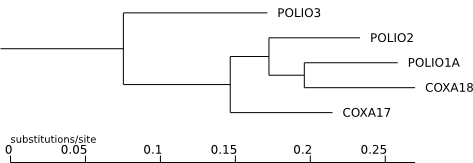 POLIO3
POLIO2
POLIO1A
COXA18
COXA17
substitutions/site
0 0.05 0.1 0.15 0.2 0.25